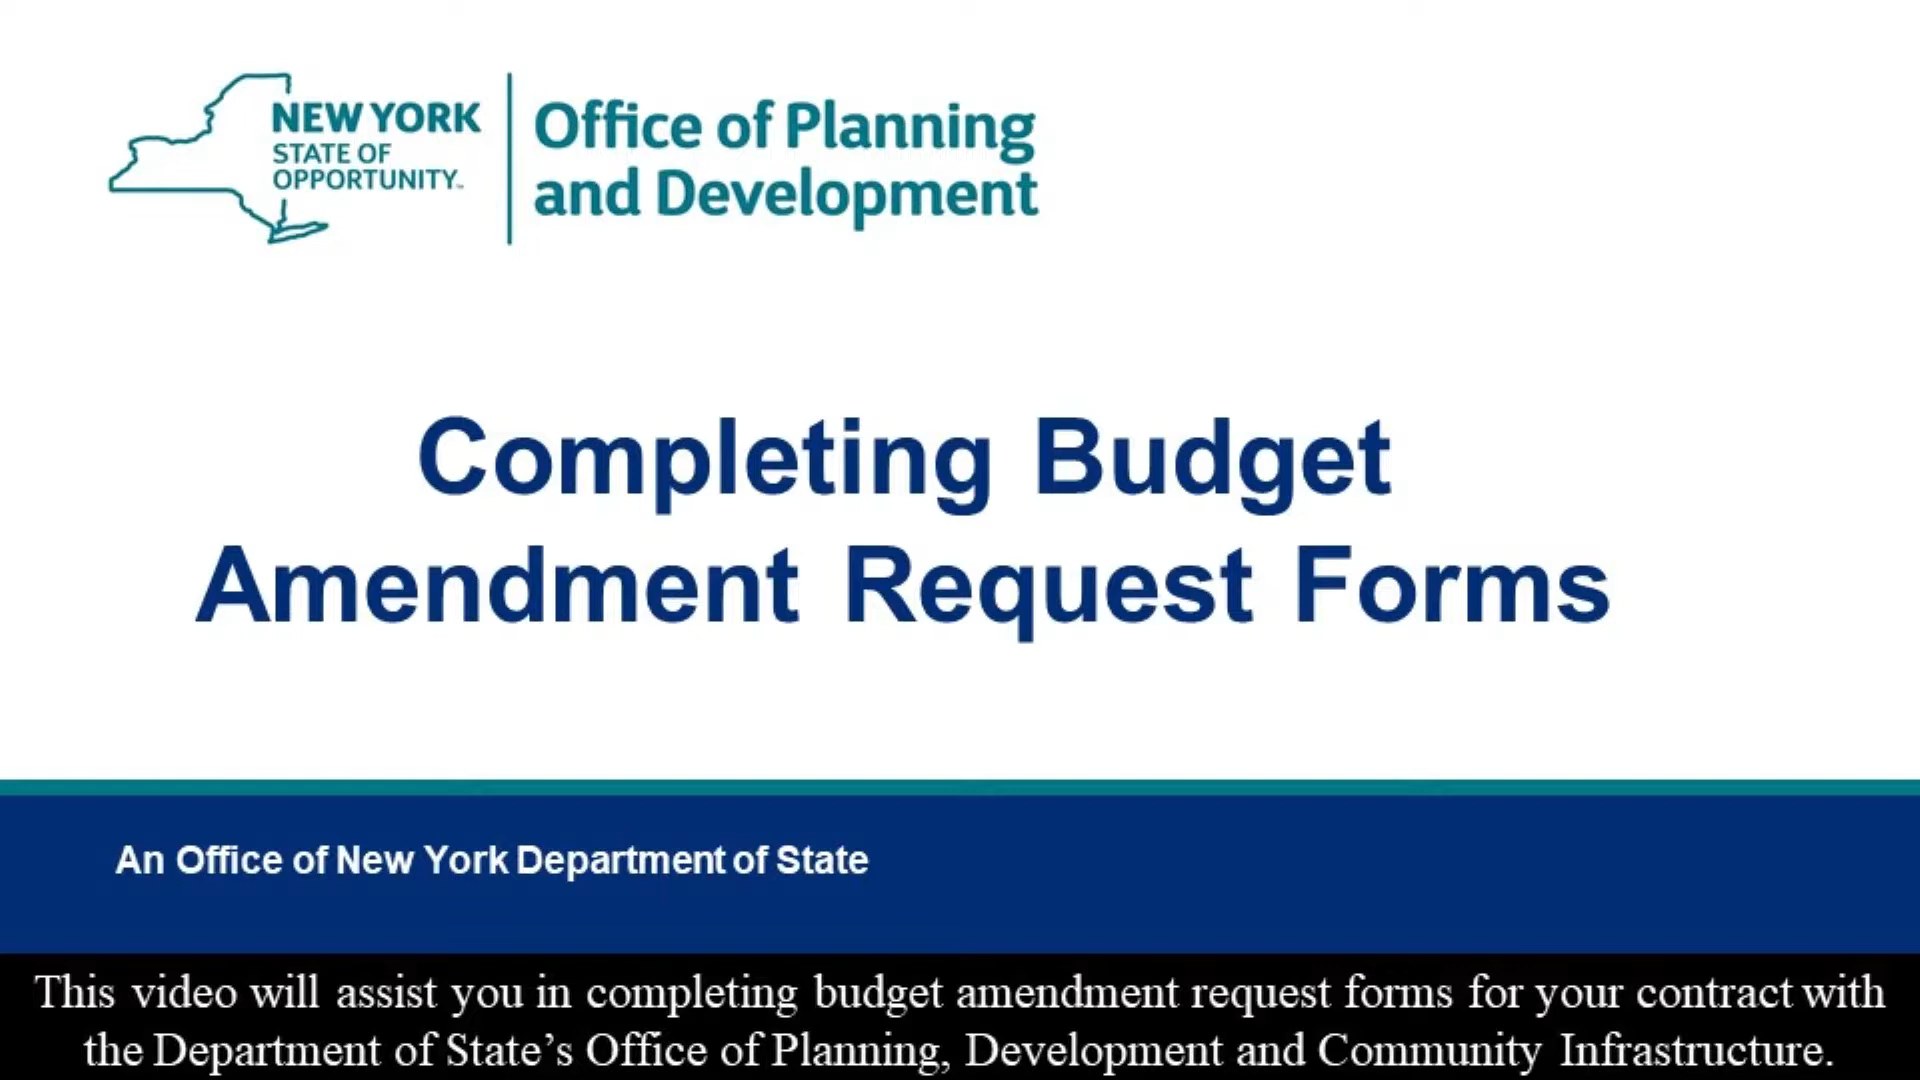 NEW YORK
STATE OF
OPPORTUNITY™
Office of Planning
and Development
Completing Budget
Amendment Request Forms
An Office of New York Department of State
This video will assist you in completing budget amendment request forms for your contract with
the Department of State’s Office of Planning, Development and Community Infrastructure.